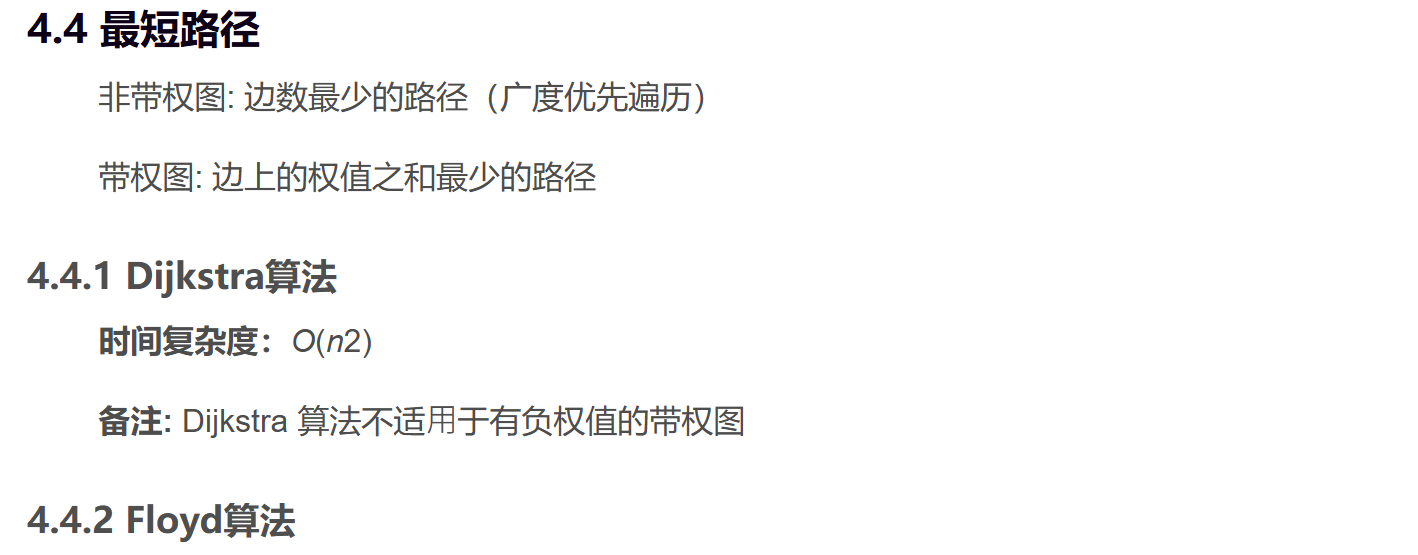 4.4 最短路径
非带权图: 边数最少的路径（广度优先遍历）
带权图: 边上的权值之和最少的路径
4.4.1 Dijkstra算法
时间复杂度：O(n2)
备注: Dijkstra 算法不适用于有负权值的带权图
4.4.2 Floyd算法